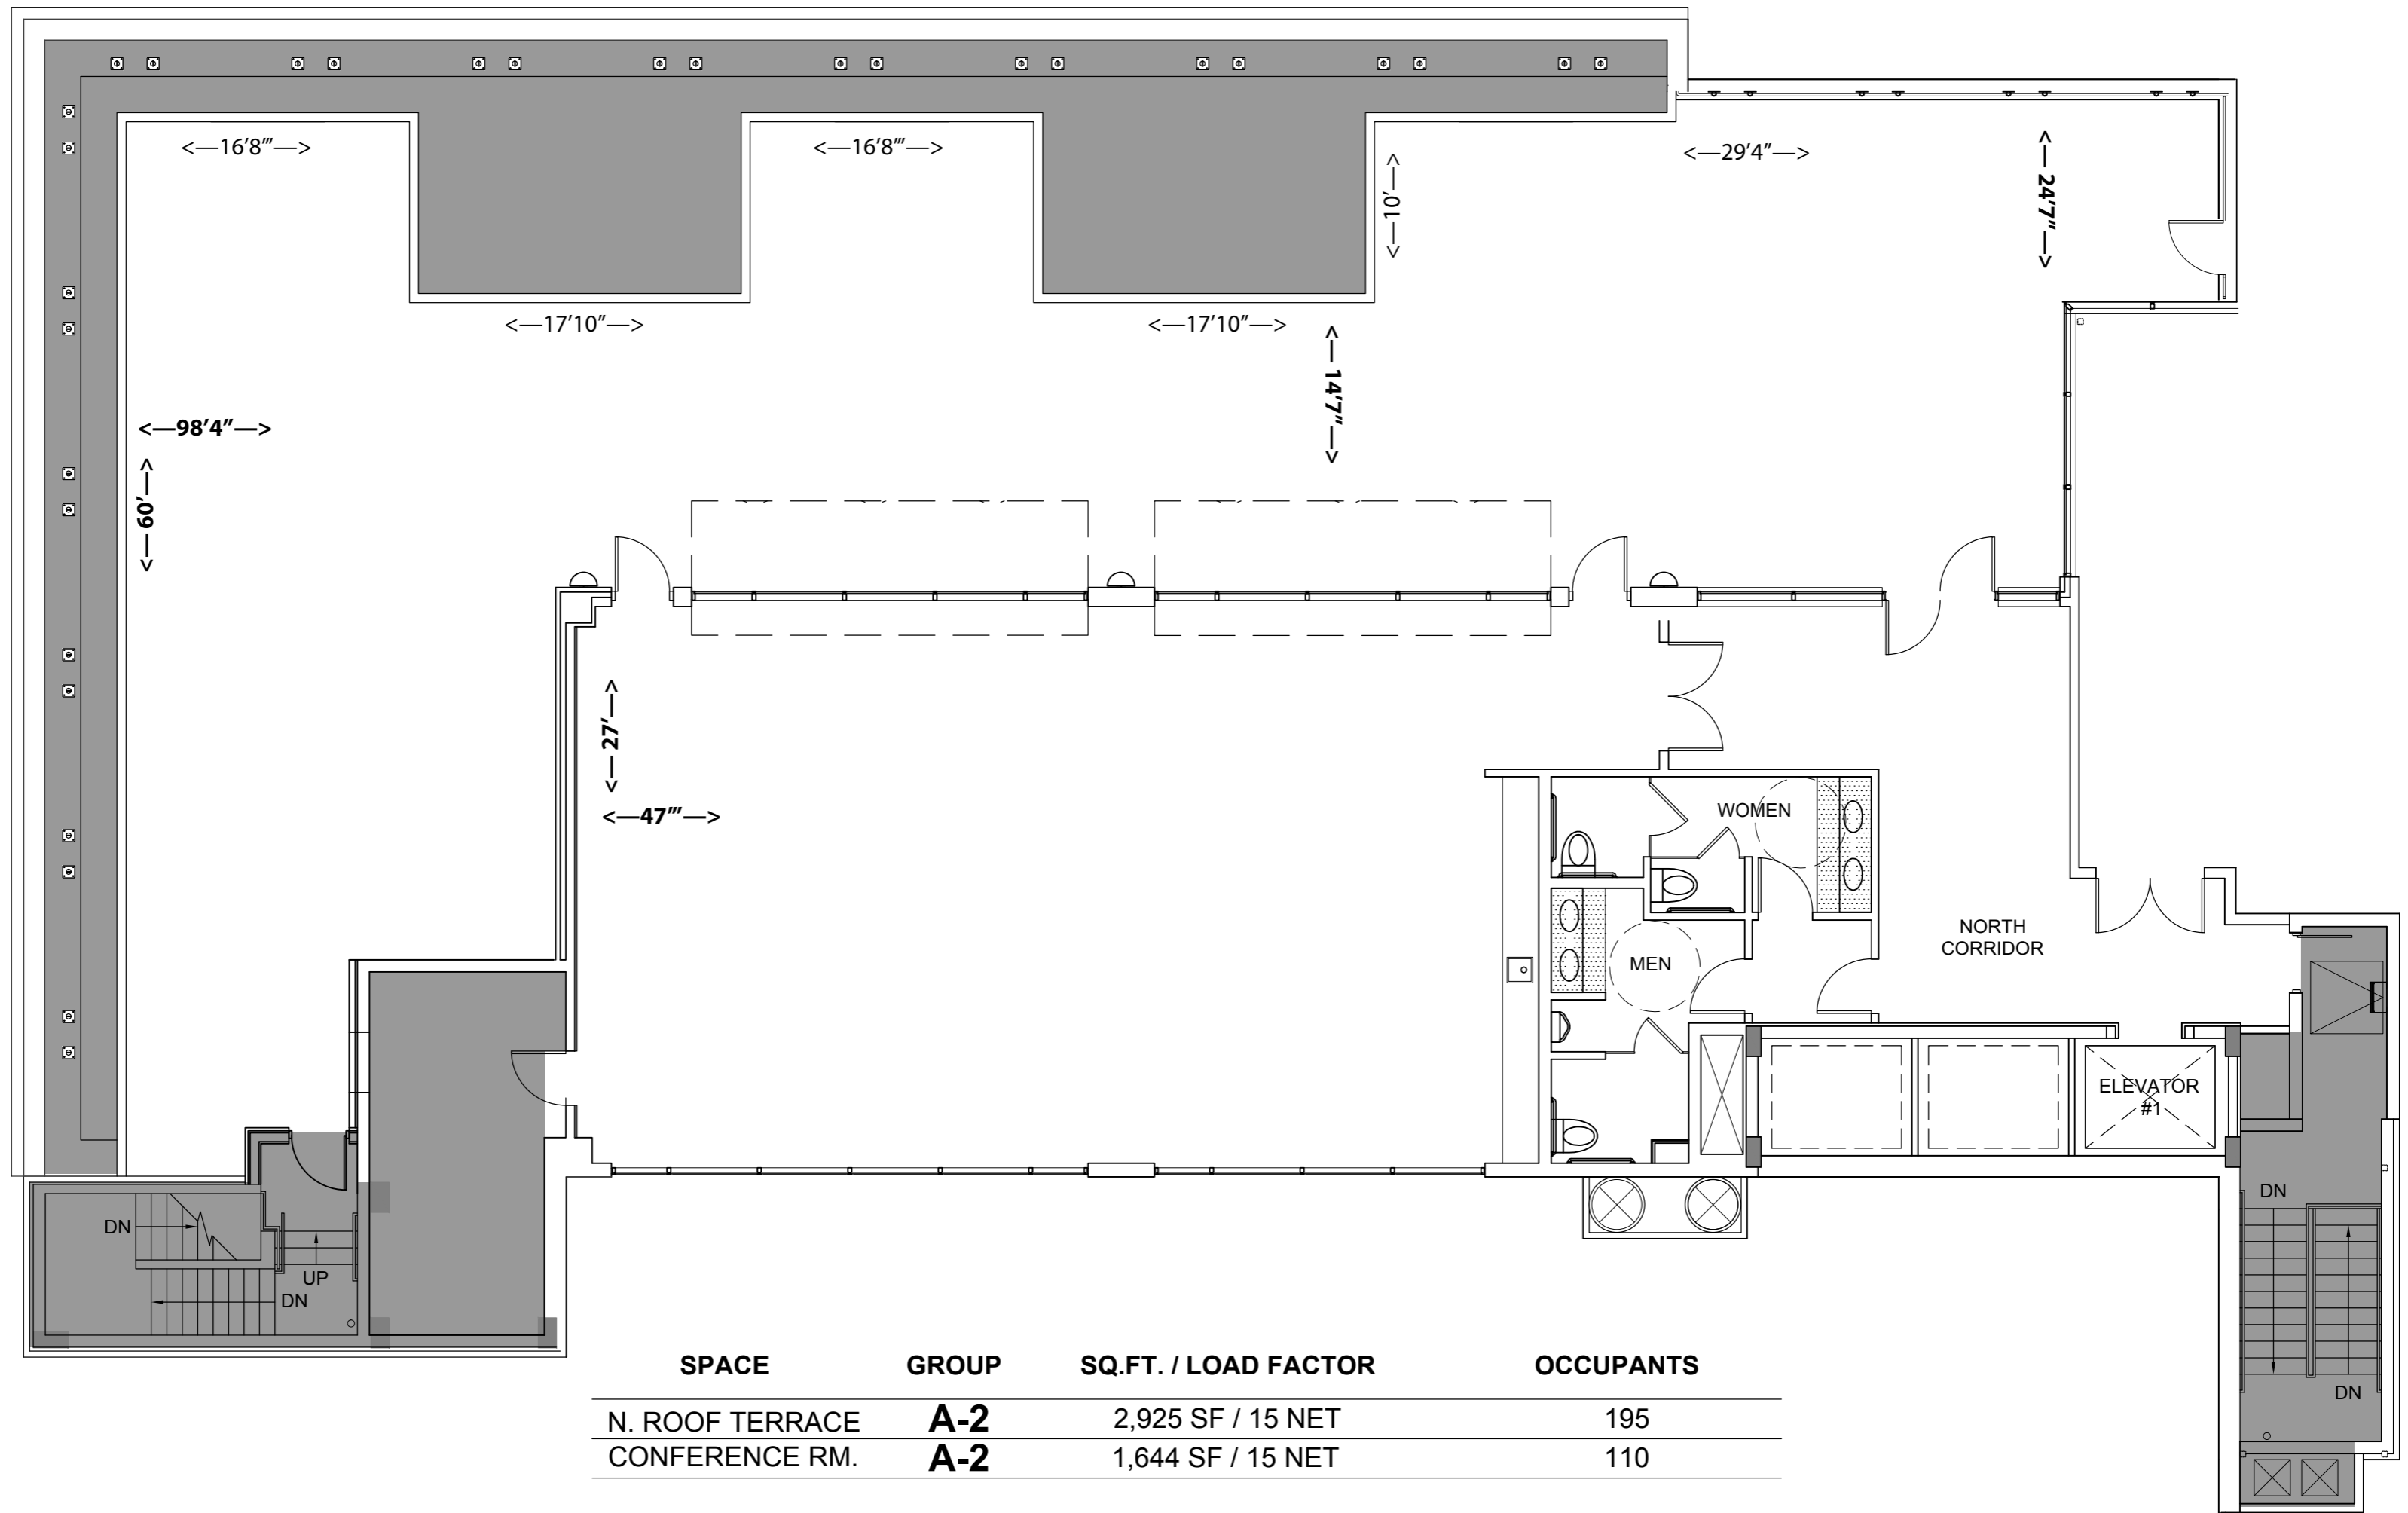 <—16'8"'—>
<—16'8"'—>
<—29'4"—>
<— 24'7" —>
<—10'—>
<—17'10"—>
<—17'10"—>
<— 14'7" —>
<—98'4"—>
<— 60'—>
<— 27'—>
<—47"'—>
WOMEN
MEN
NORTH
CORRIDOR
ELEVATOR
#1
DN
UP
DN
DN
DN
SPACE GROUP SQ.FT. / LOAD FACTOR OCCUPANTS
N. ROOF TERRACE A-2 2,925 SF / 15 NET 195
CONFERENCE RM. A-2 1,644 SF / 15 NET 110